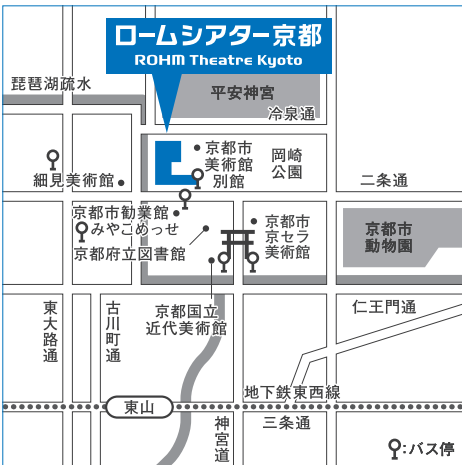 ロームシアター京都
ROHM Theatre Kyoto
琵琶湖疏水
平安神宮
冷泉通
京都市
美術館
別館
岡崎
公園
細見美術館
二条通
京都市勧業館
みやこめっせ
京都府立図書館
京都市
京セラ
美術館
京都市
動物園
京都国立
近代美術館
仁王門通
東大路通
古川町通
地下鉄東西線
東山
三条通
神宮道
:バス停